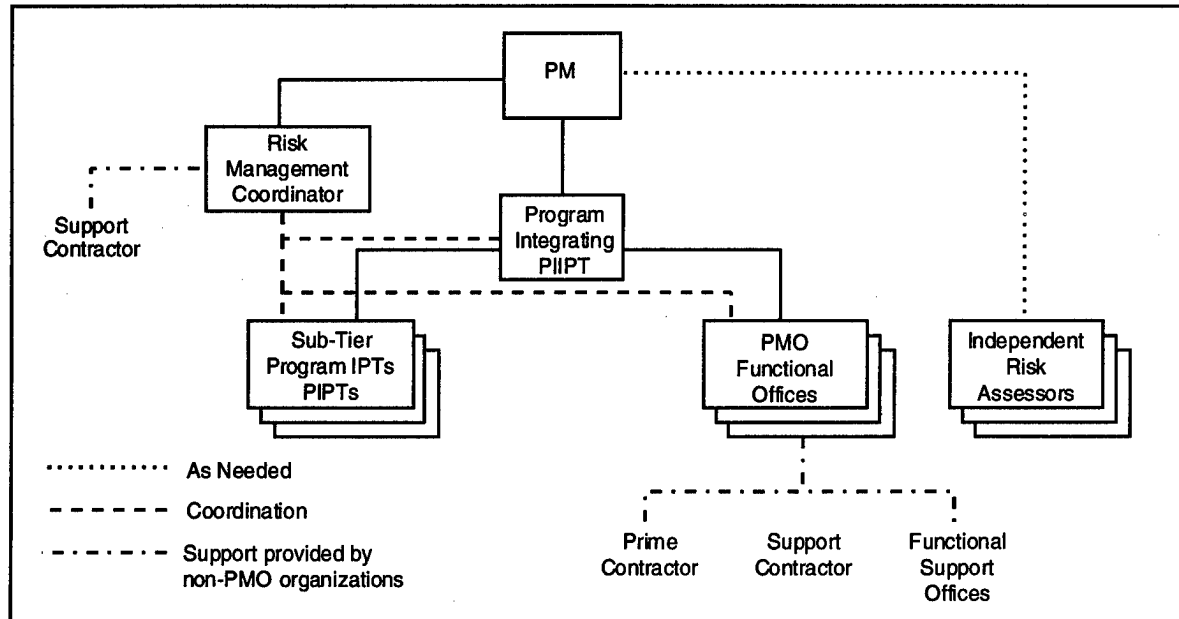 PM
Risk
Management
Coordinator
Support
Contractor
Program
Integrating
PIIPT
Sub-Tier
Program IPTs
PIPTs
PMO
Functional
Offices
Independent
Risk
Assessors
As Needed
Coordination
Support provided by
non-PMO organizations
Prime
Contractor
Support
Contractor
Functional
Support
Offices